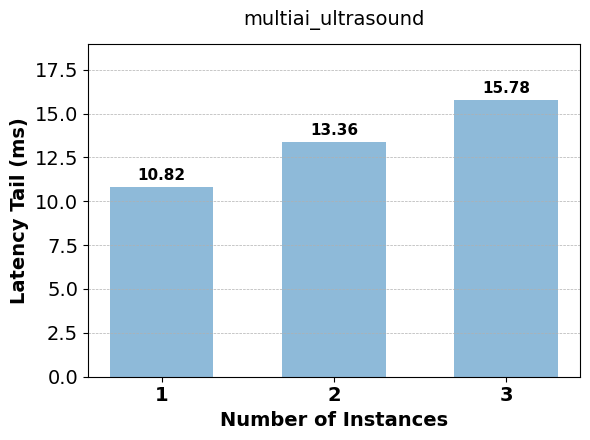 multiai_ultrasound
Latency Tail (ms)
17.5
15.0
12.5
10.0
7.5
5.0
2.5
0.0
10.82
13.36
15.78
1 2 3
Number of Instances